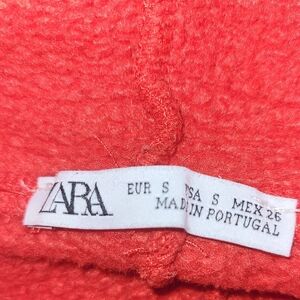 ZARA
EUR S USA S MEX 26
MADE IN PORTUGAL